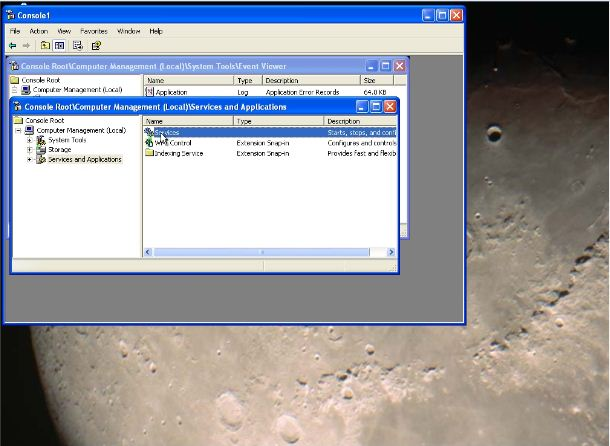 Console1
File Action View Favorites Window Help
Console Root\Computer Management (Local)\System Tools\Event Viewer
Console Root
Computer Management (Local)
Name Type Description Size
Application Log Application Error Records 64.0 KB
Console Root\Computer Management (Local)\Services and Applications
Console Root
Computer Management (Local)
System Tools
Storage
Services and Applications
Name Type Description
Services Starts, stops, and conf
WMI Control Extension Snap-in Configures and controls
Indexing Service Extension Snap-in Provides fast and flexib